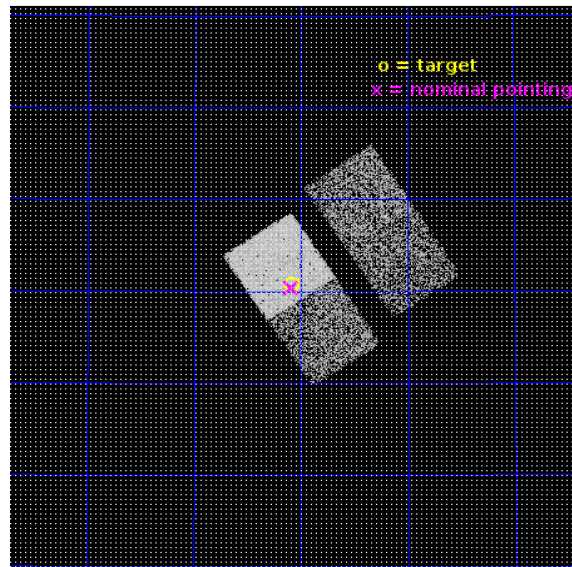 o = target
x = nominal pointing